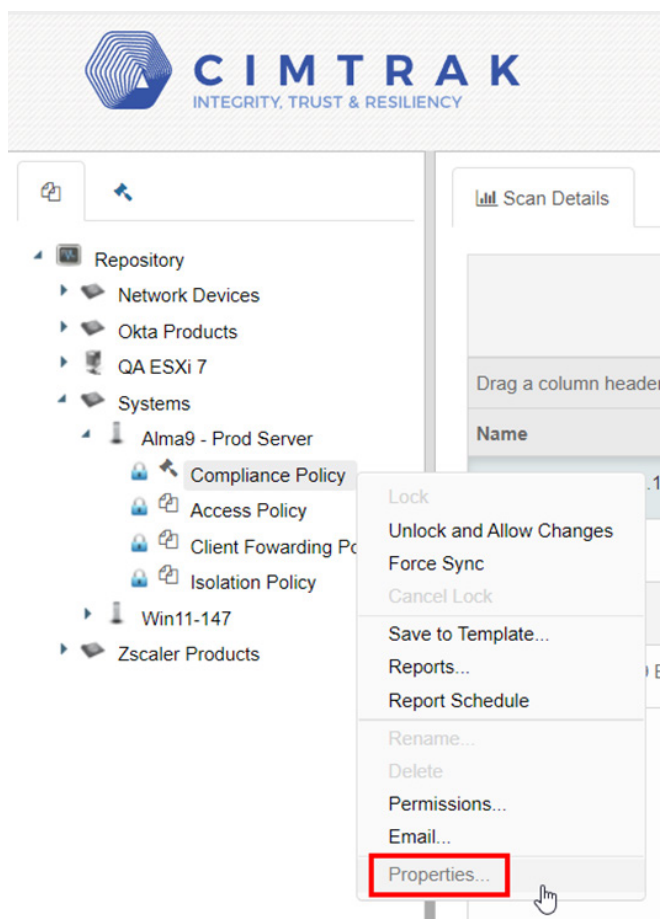 CIMTRAK
INTEGRITY, TRUST & RESILIENCY
Scan Details
Repository
Network Devices
Okta Products
QA ESXi 7
Systems
Alma9 - Prod Server
Compliance Policy
Access Policy
Client Fowarding Po
Isolation Policy
Win11-147
Zscaler Products
Drag a column header
Name
.1
Lock
Unlock and Allow Changes
Force Sync
Cancel Lock
Save to Template...
Reports...
Report Schedule
Rename...
Delete
Permissions...
Email...
Properties...